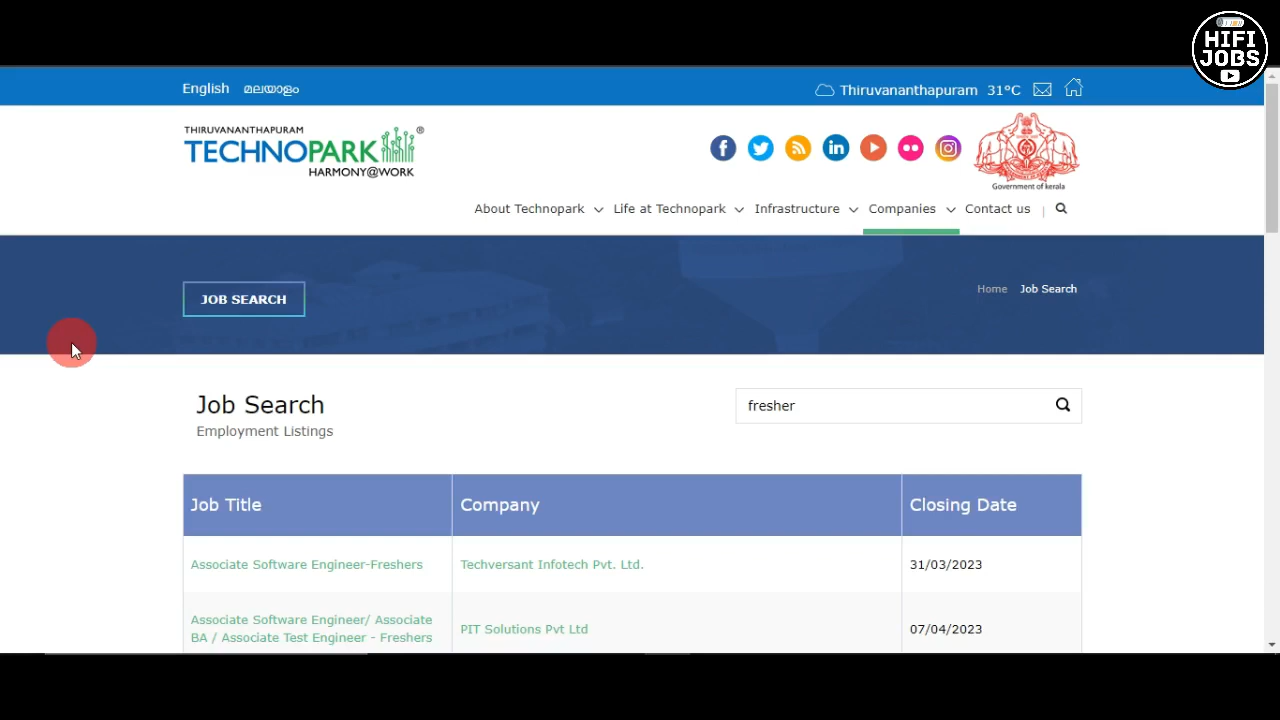 HIFI
JOBS
English മലയാളം
Thiruvananthapuram 31°C
THIRUVANANTHAPURAM
TECHNOPARK®
HARMONY@WORK
Government of kerala
About Technopark Life at Technopark Infrastructure Companies Contact us
JOB SEARCH
Home Job Search
Job Search
fresher
Employment Listings
Job Title Company Closing Date
Associate Software Engineer-Freshers Techversant Infotech Pvt. Ltd. 31/03/2023
Associate Software Engineer/ Associate
BA / Associate Test Engineer - Freshers PIT Solutions Pvt Ltd 07/04/2023